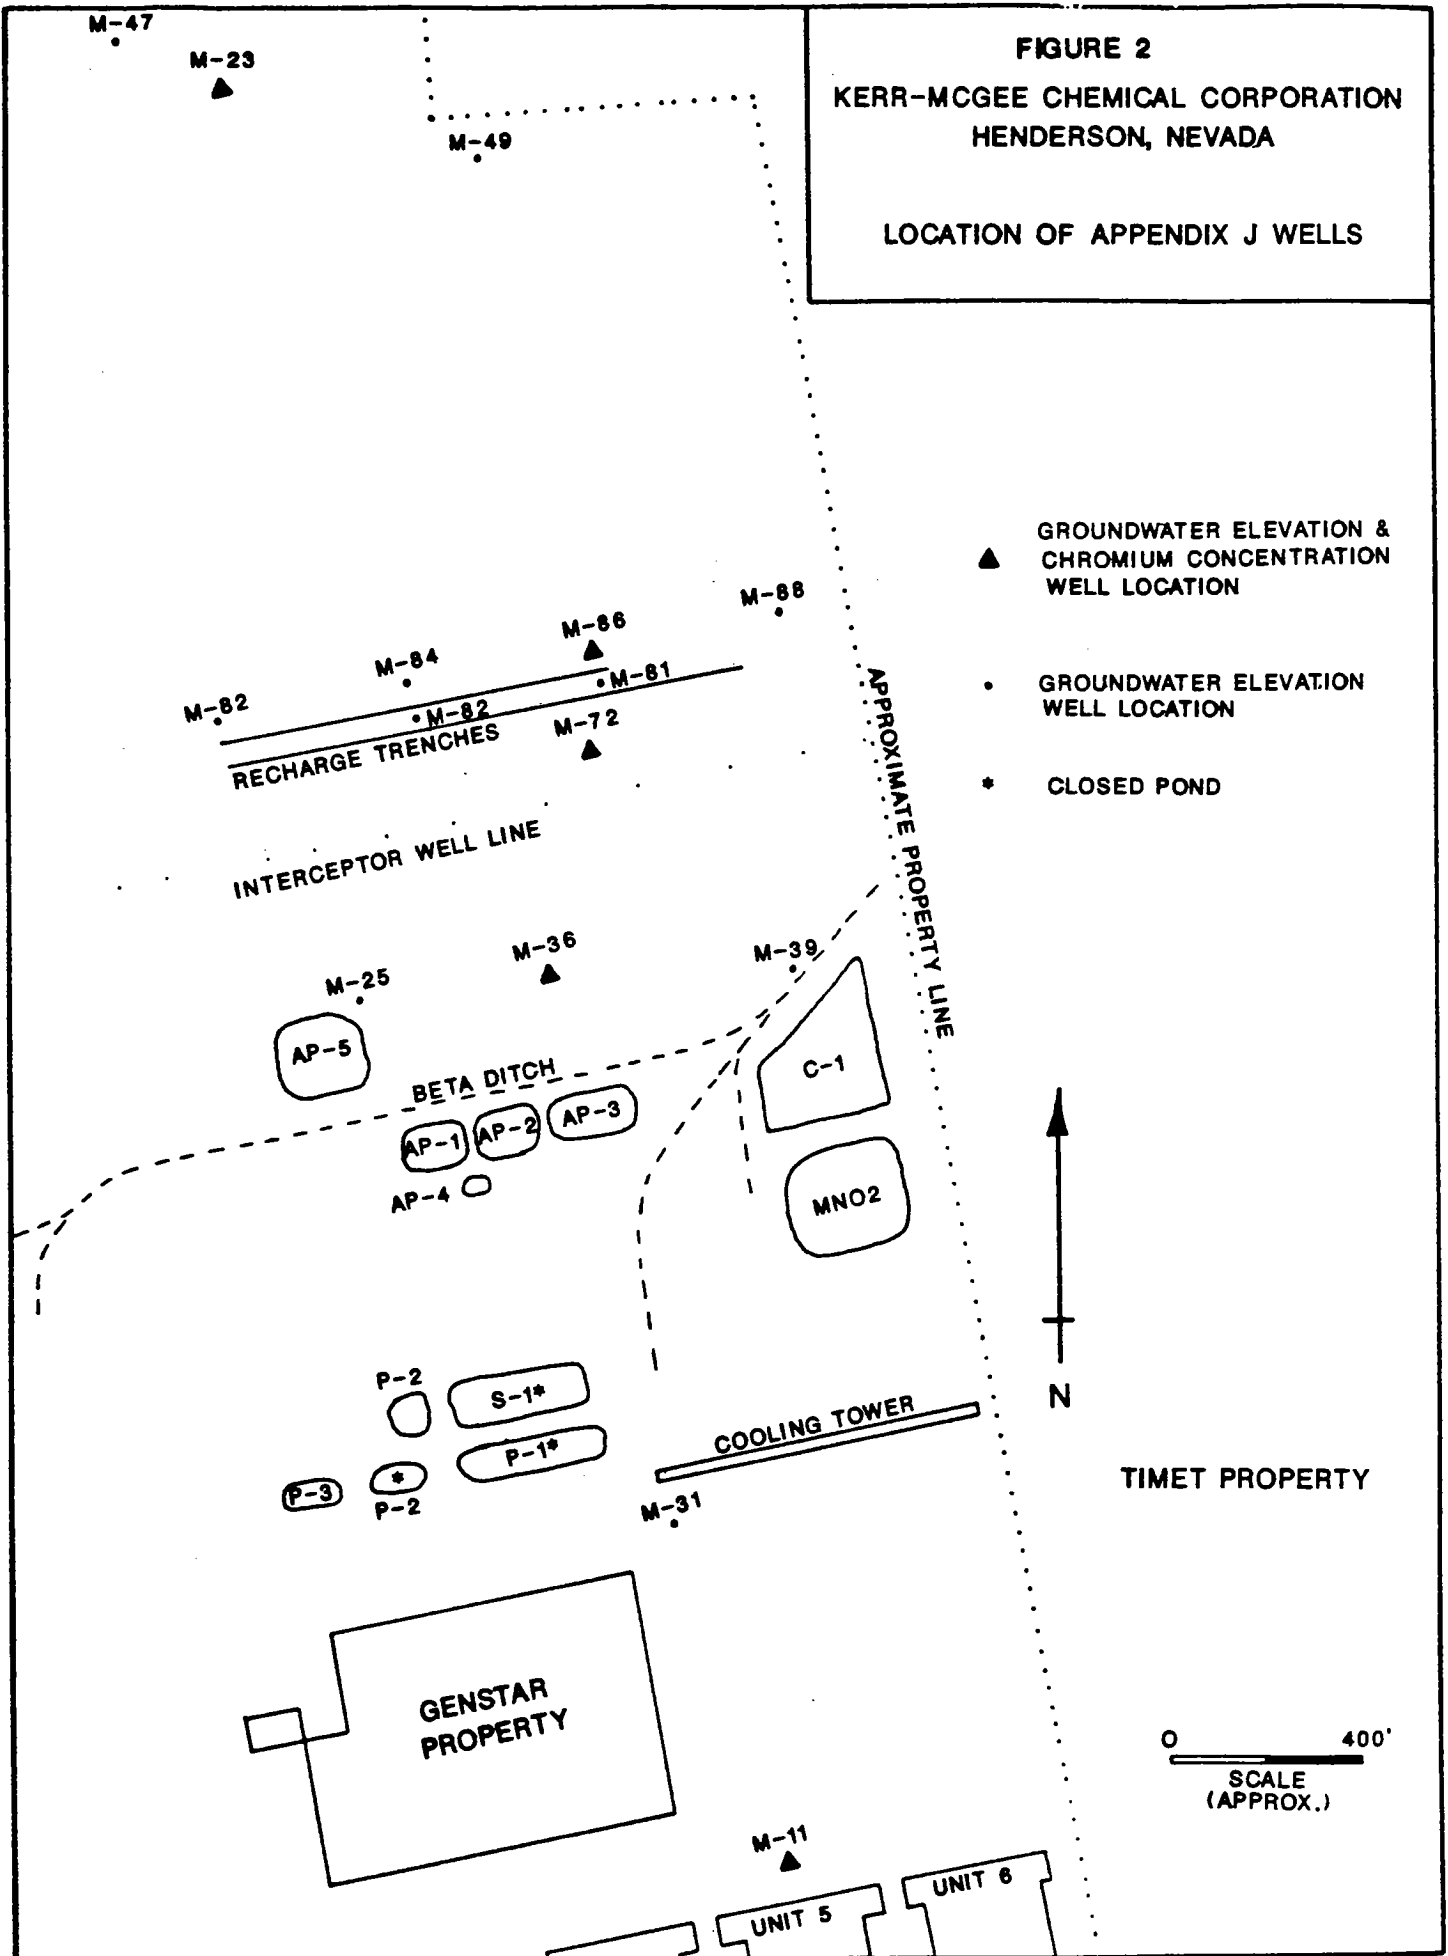 M-47
M-23
M-49
FIGURE 2
KERR-MCGEE CHEMICAL CORPORATION
HENDERSON, NEVADA
LOCATION OF APPENDIX J WELLS
GROUNDWATER ELEVATION &
CHROMIUM CONCENTRATION
WELL LOCATION
GROUNDWATER ELEVATION
WELL LOCATION
* CLOSED POND
M-88
M-86
M-84
M-81
M-82
M-82
M-72
RECHARGE TRENCHES
INTERCEPTOR WELL LINE
APPROXIMATE PROPERTY LINE
M-36
M-39
M-25
AP-5
BETA DITCH
C-1
AP-1
AP-2
AP-3
AP-4
MNO2
N
P-2
S-1*
P-1*
COOLING TOWER
P-3
*
P-2
M-31
TIMET PROPERTY
GENSTAR
PROPERTY
0 400'
SCALE
(APPROX.)
M-11
UNIT 5
UNIT 6